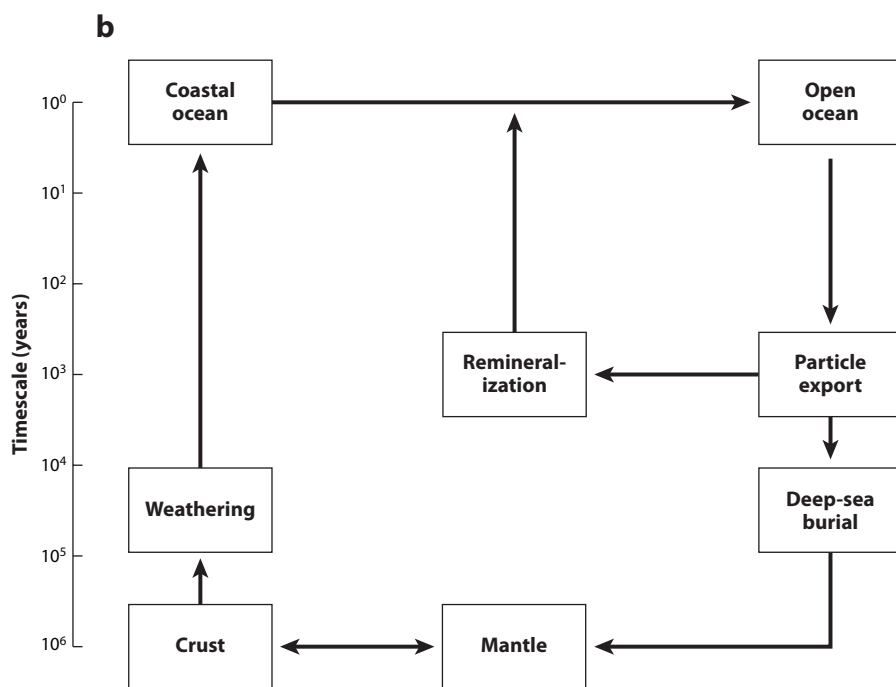 b
Coastal
ocean
Open
ocean
10⁰
10¹
10²
10³
10⁴
10⁵
10⁶
Timescale (years)
Remineral-
ization
Particle
export
Weathering
Deep-sea
burial
Crust
Mantle